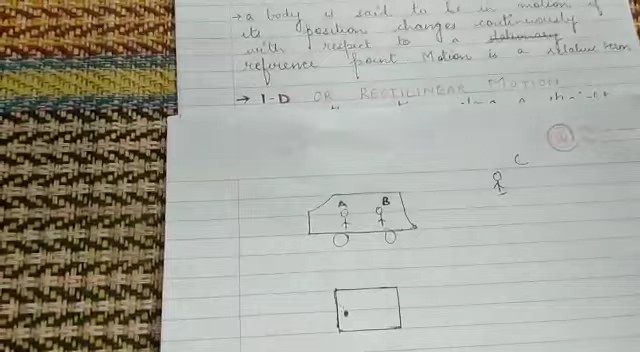 → a body is said to be in motion if
its position changes continuously
with respect to a stationary
reference point Motion is a relative term
→ 1-D OR RECTILINEAR MOTION
C
A B